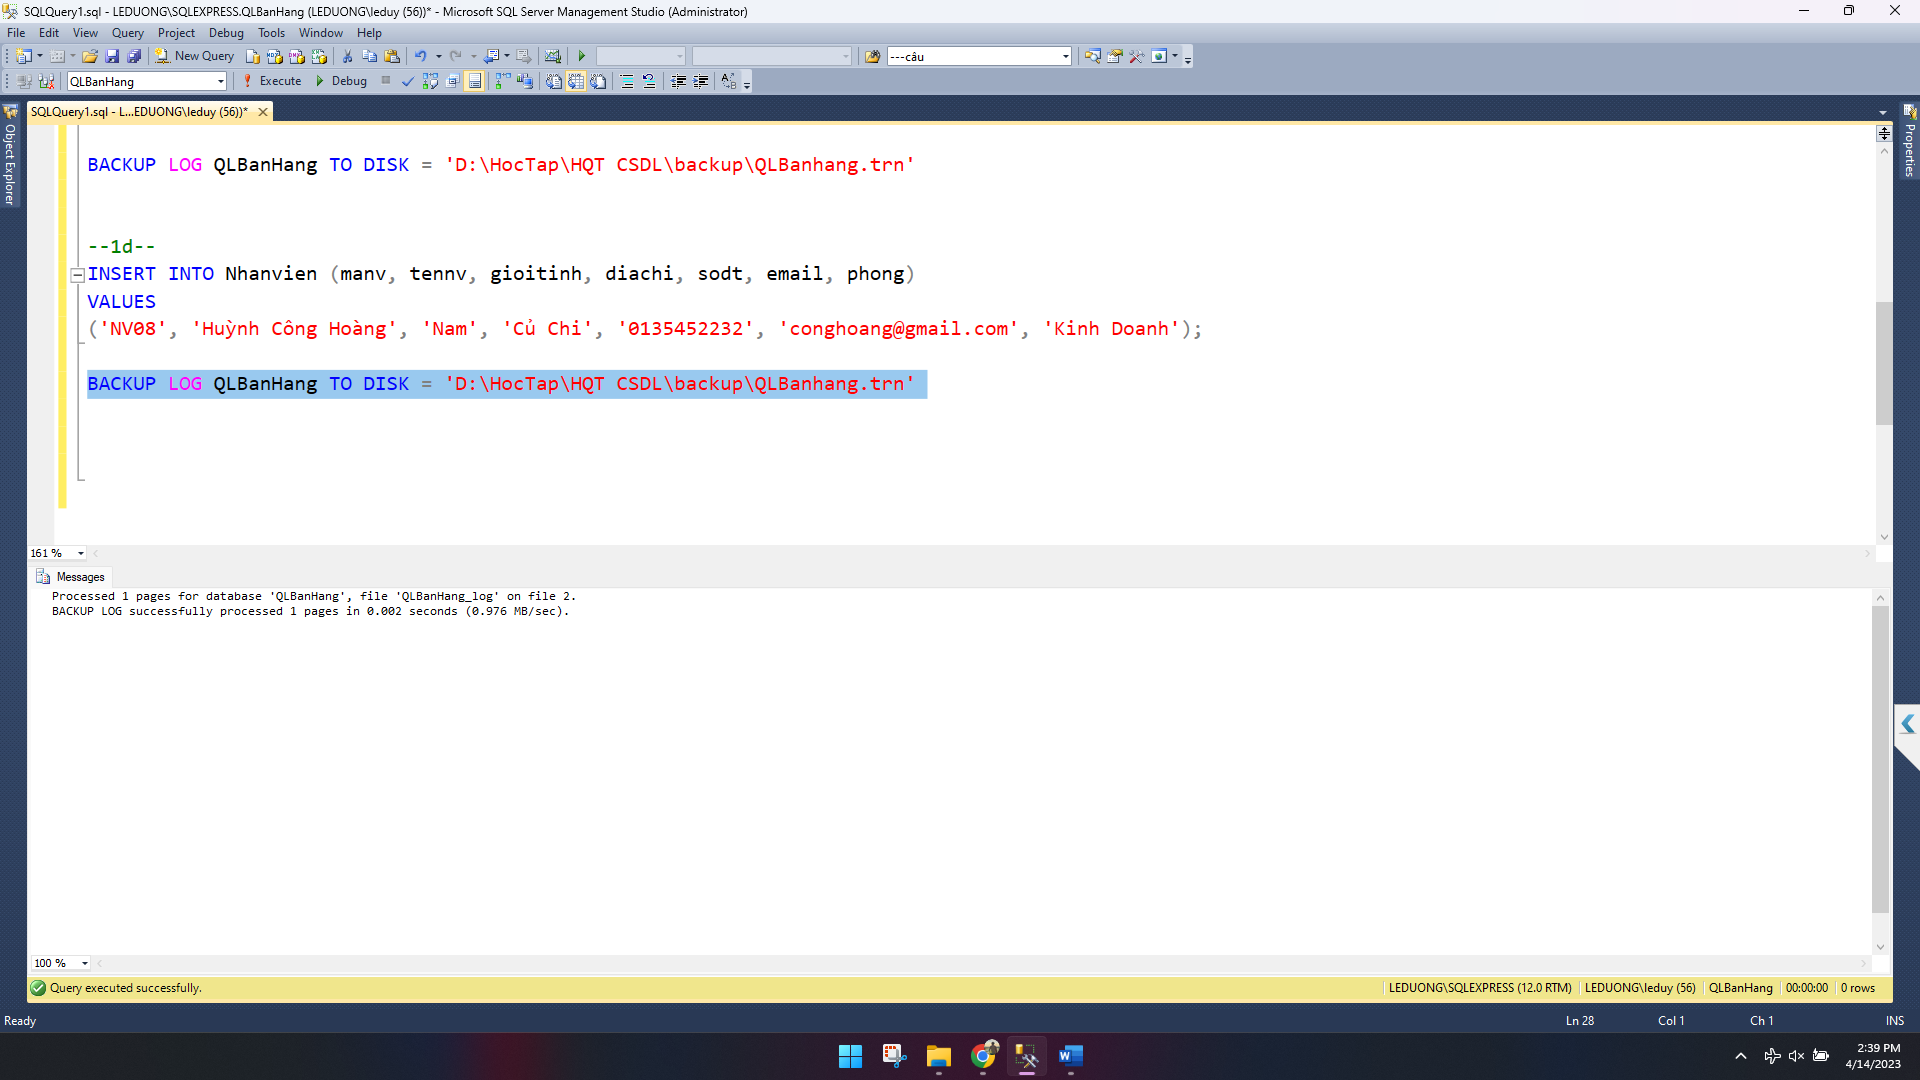 SQLQuery1.sql - LEDUONG\SQLEXPRESS.QLBanHang (LEDUONG\leduy (56))* - Microsoft SQL Server Management Studio (Administrator)
File Edit View Query Project Debug Tools Window Help
New Query ---câu
QLBanHang Execute Debug
SQLQuery1.sql - L...EDUONG\leduy (56))*
Object Explorer
Properties
BACKUP LOG QLBanHang TO DISK = 'D:\HocTap\HQT CSDL\backup\QLBanhang.trn'
--1d--
INSERT INTO Nhanvien (manv, tennv, gioitinh, diachi, sodt, email, phong)
VALUES
('NV08', 'Huỳnh Công Hoàng', 'Nam', 'Củ Chi', '0135452232', 'conghoang@gmail.com', 'Kinh Doanh');
BACKUP LOG QLBanHang TO DISK = 'D:\HocTap\HQT CSDL\backup\QLBanhang.trn'
161 %
Messages
Processed 1 pages for database 'QLBanHang', file 'QLBanHang_log' on file 2.
BACKUP LOG successfully processed 1 pages in 0.002 seconds (0.976 MB/sec).
100 %
Query executed successfully. LEDUONG\SQLEXPRESS (12.0 RTM) LEDUONG\leduy (56) QLBanHang 00:00:00 0 rows
Ready Ln 28 Col 1 Ch 1 INS
2:39 PM
4/14/2023